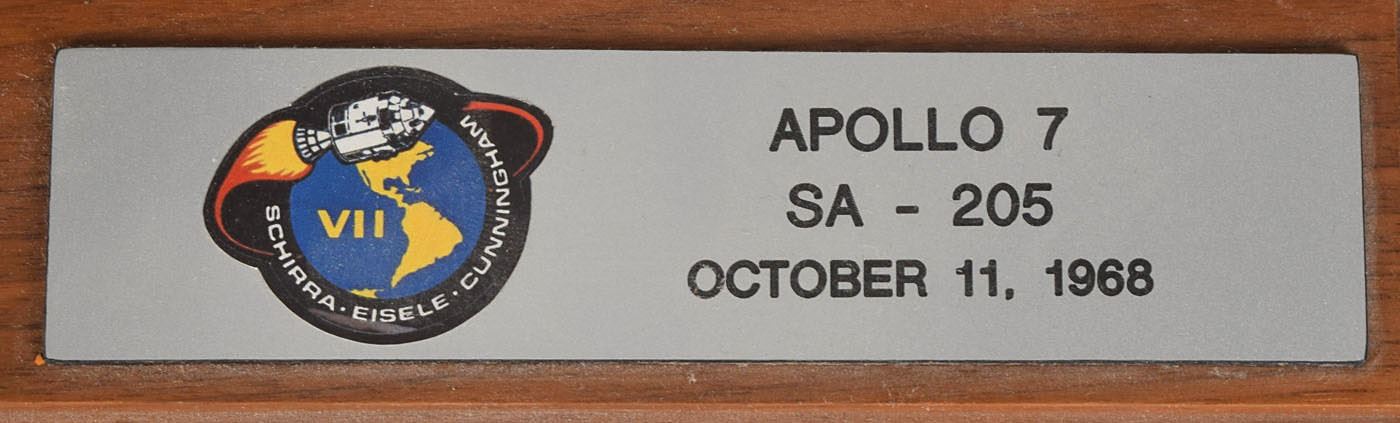 VII
SCHIRRA · EISELE · CUNNINGHAM
APOLLO 7
SA - 205
OCTOBER 11, 1968